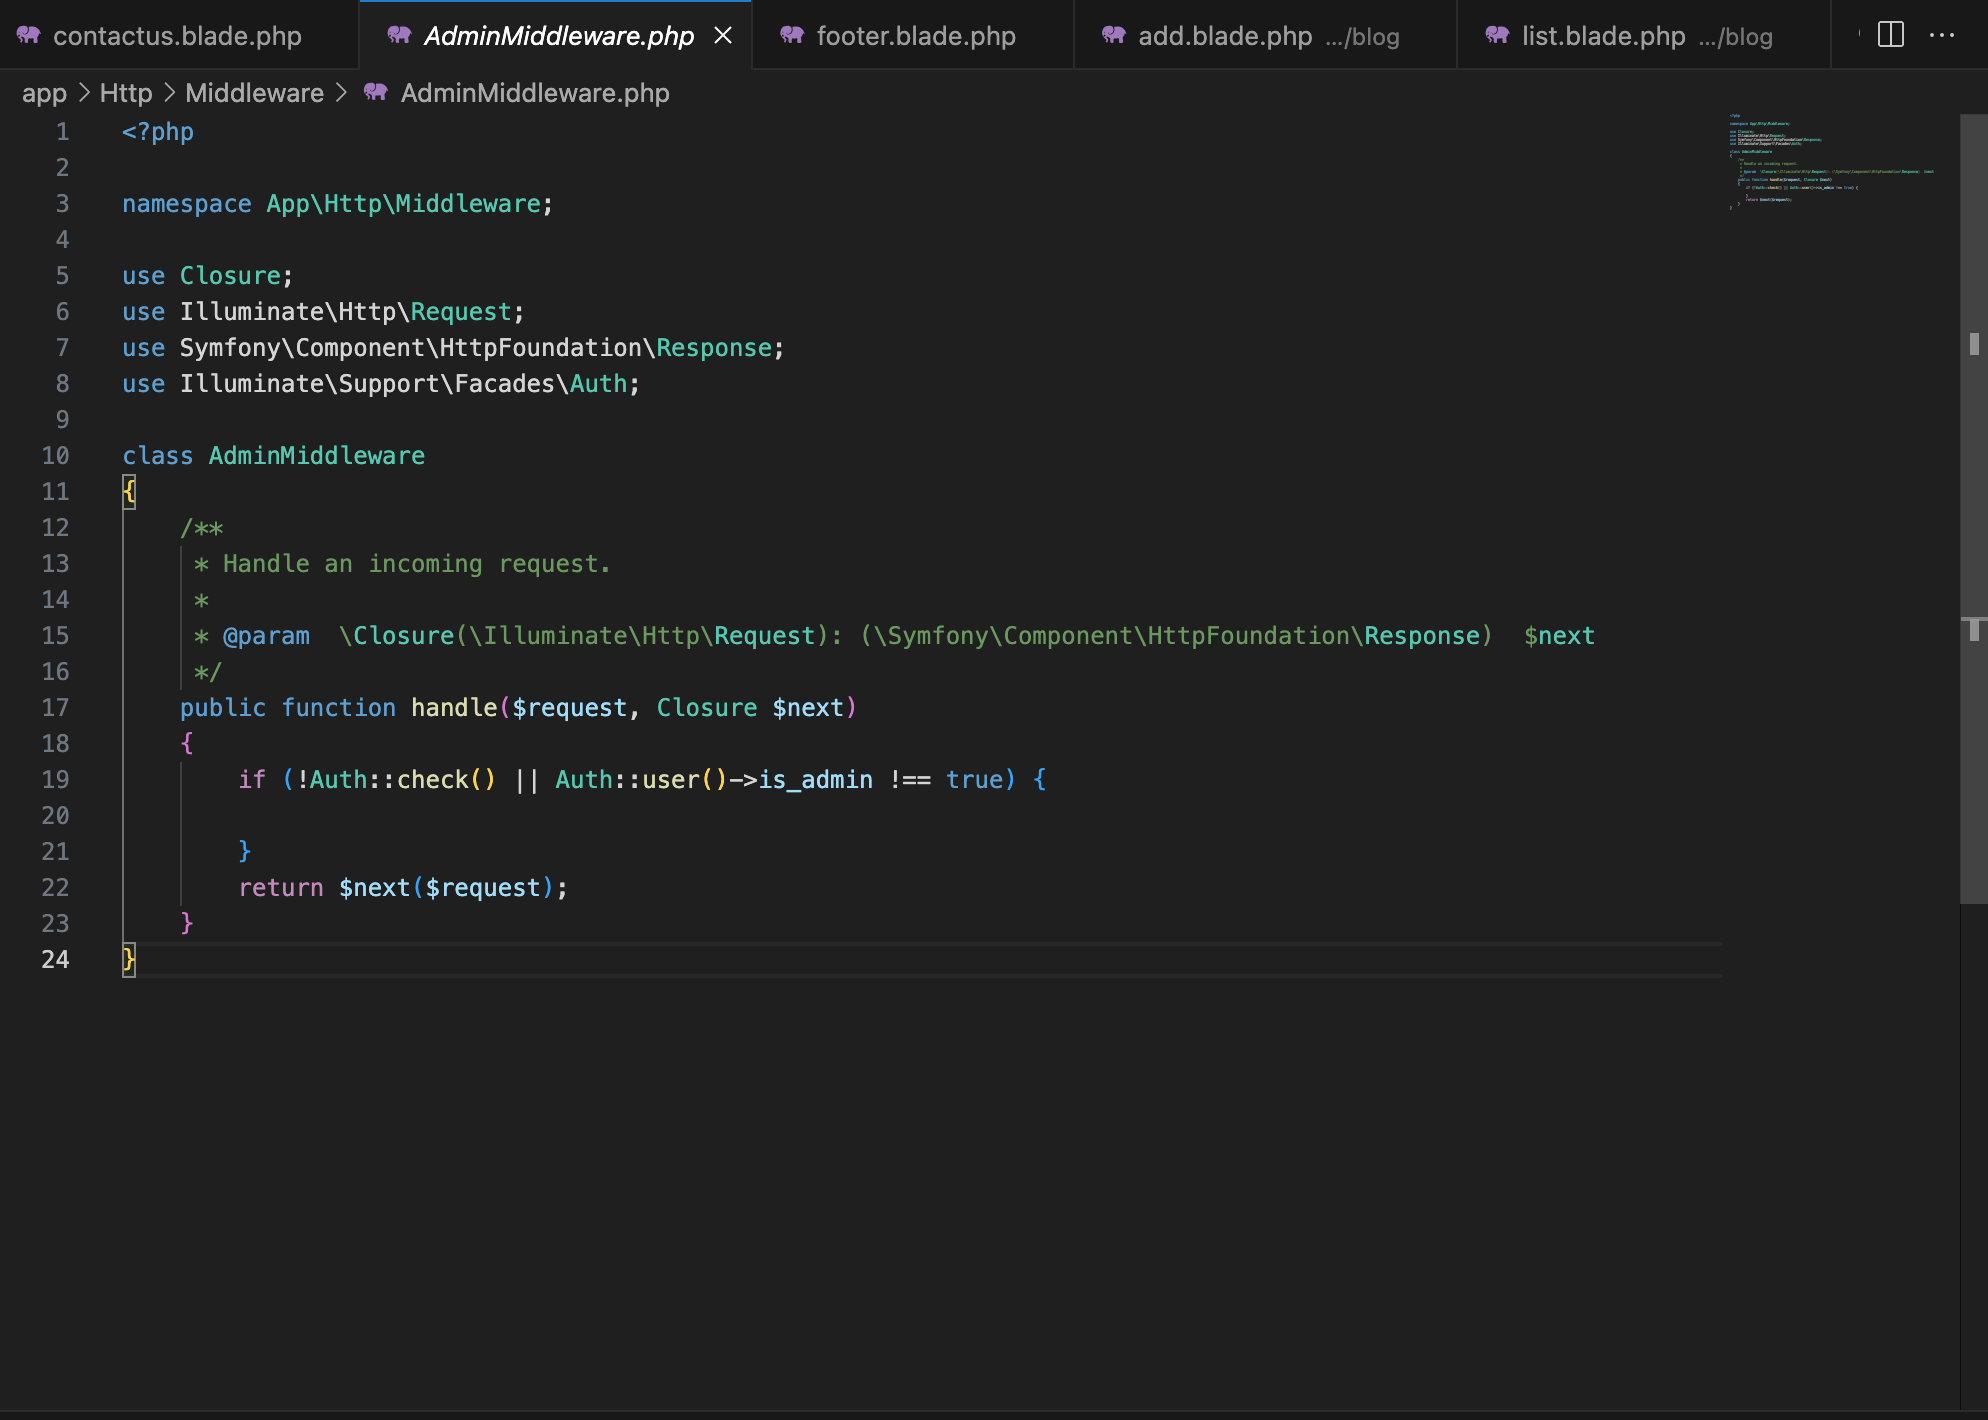 contactus.blade.php AdminMiddleware.php footer.blade.php add.blade.php .../blog list.blade.php .../blog
app > Http > Middleware > AdminMiddleware.php
1 <?php
2
3 namespace App\Http\Middleware;
4
5 use Closure;
6 use Illuminate\Http\Request;
7 use Symfony\Component\HttpFoundation\Response;
8 use Illuminate\Support\Facades\Auth;
9
10 class AdminMiddleware
11 {
12     /**
13      * Handle an incoming request.
14      *
15      * @param  \Closure(\Illuminate\Http\Request): (\Symfony\Component\HttpFoundation\Response)  $next
16      */
17     public function handle($request, Closure $next)
18     {
19         if (!Auth::check() || Auth::user()->is_admin !== true) {
20
21         }
22         return $next($request);
23     }
24 }